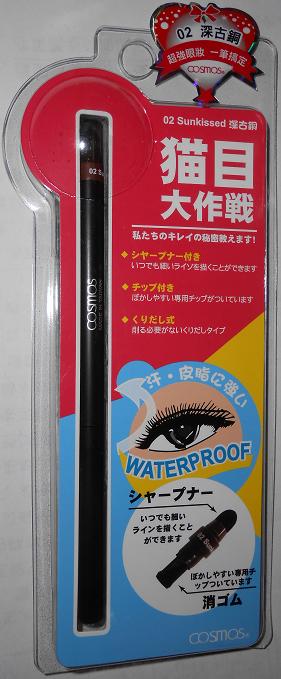 02 深古銅
超強眼妝 一筆搞定
COSMOS®
02 Sunkissed 深古銅
猫目
大作戦
私たちのキレイの秘密教えます!
シャープナー付き
いつでも細いラインを描くことができます
チップ付き
ぼかしやすい専用チップがついています
くりだし式
削る必要がないくりだしタイプ
02 Su
COSMOS
汗・皮脂に強い
WATERPROOF
シャープナー
いつでも細い
ラインを描くこと
ができます
02 Sun
ぼかしやすい専用チ
ップついています
消ゴム
COSMOS®